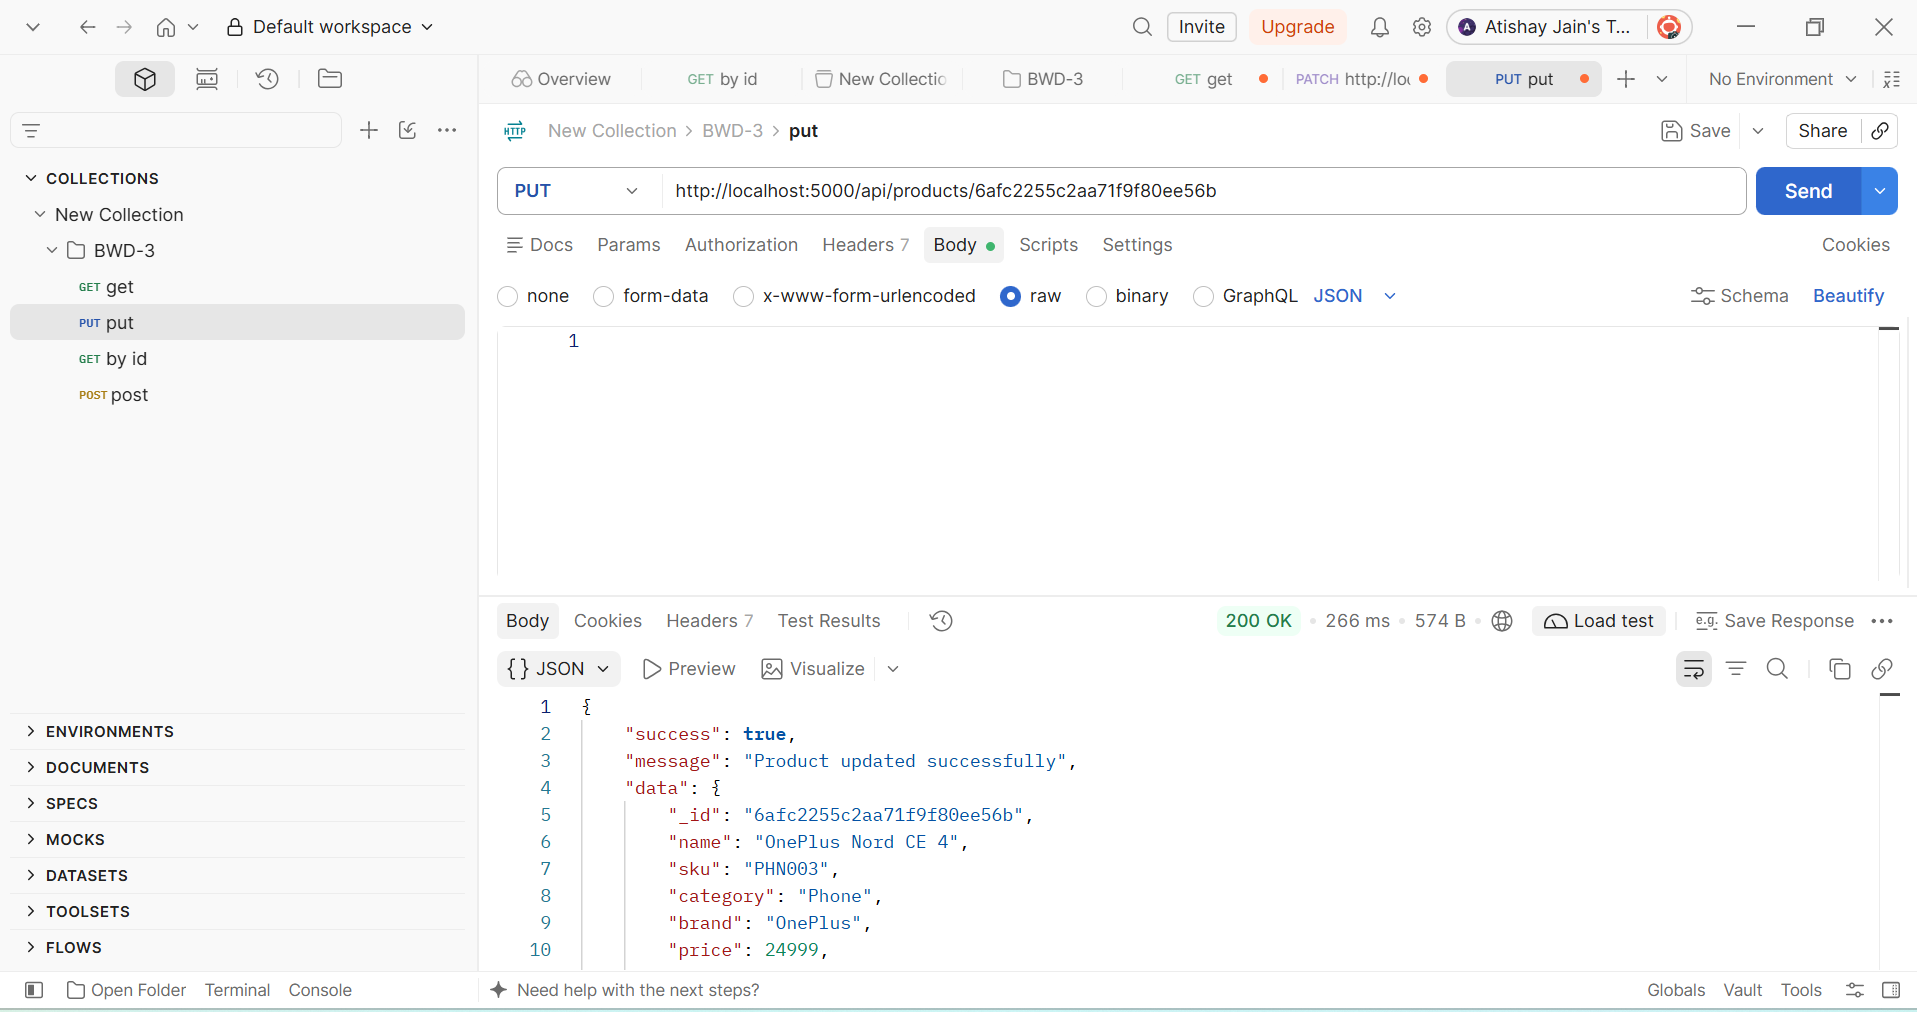 Default workspace
Invite
Upgrade
A Atishay Jain's T...
Overview
GET by id
New Collectio
BWD-3
GET get
PATCH http://loc
PUT put
No Environment
HTTP New Collection > BWD-3 > put
Save
Share
COLLECTIONS
New Collection
BWD-3
GET get
PUT put
GET by id
POST post
ENVIRONMENTS
DOCUMENTS
SPECS
MOCKS
DATASETS
TOOLSETS
FLOWS
PUT http://localhost:5000/api/products/6afc2255c2aa71f9f80ee56b
Send
Docs Params Authorization Headers 7 Body Scripts Settings Cookies
none form-data x-www-form-urlencoded raw binary GraphQL JSON Schema Beautify
1
Body Cookies Headers 7 Test Results 200 OK • 266 ms • 574 B Load test e.g. Save Response
{ } JSON Preview Visualize
1 {
2 "success": true,
3 "message": "Product updated successfully",
4 "data": {
5 "_id": "6afc2255c2aa71f9f80ee56b",
6 "name": "OnePlus Nord CE 4",
7 "sku": "PHN003",
8 "category": "Phone",
9 "brand": "OnePlus",
10 "price": 24999,
Open Folder Terminal Console Need help with the next steps? Globals Vault Tools